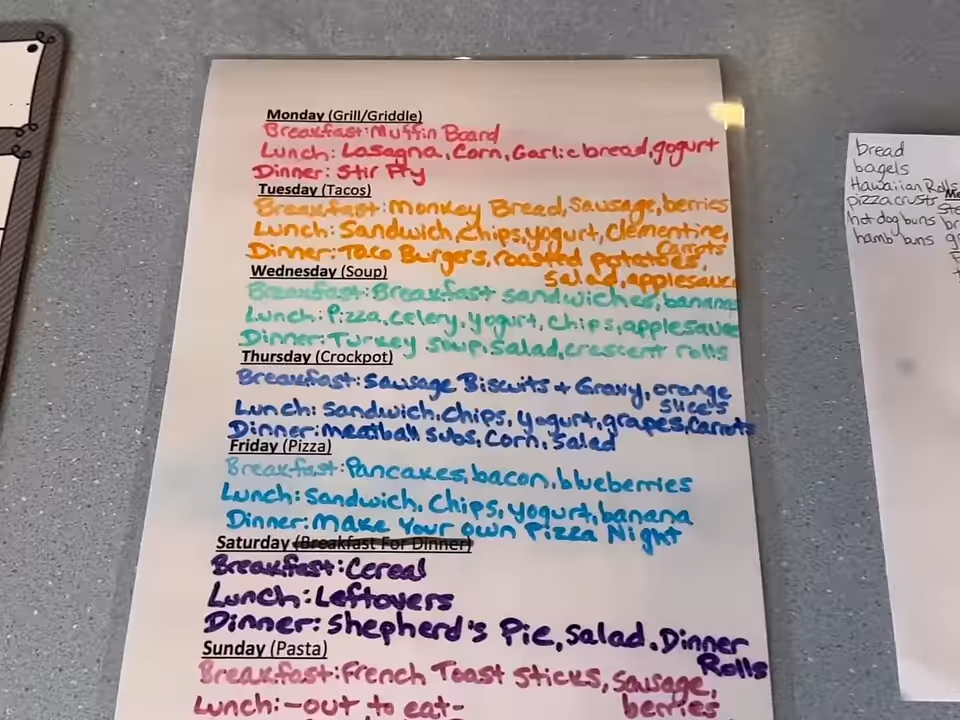 Monday (Grill/Griddle)
Breakfast: Muffin Board
Lunch: Lasagna, Corn, Garlic bread, yogurt
Dinner: Stir Fry
Tuesday (Tacos)
Breakfast: Monkey Bread, Sausage, berries
Lunch: Sandwich, Chips, yogurt, Clementine,
Carrots
Dinner: Taco Burgers, roasted potatoes,
Salad, applesauce
Wednesday (Soup)
Breakfast: Breakfast sandwiches, banana
Lunch: Pizza, celery, yogurt, chips, applesauce
Dinner: Turkey soup, Salad, crescent rolls
Thursday (Crockpot)
Breakfast: Sausage Biscuits + Gravy, orange
slices
Lunch: Sandwich, Chips, yogurt, grapes, Carrots
Dinner: meatball subs, Corn, Salad
Friday (Pizza)
Breakfast: Pancakes, bacon, blueberries
Lunch: Sandwich, Chips, yogurt, banana
Dinner: Make Your own Pizza Night
Saturday (Breakfast For Dinner)
Breakfast: Cereal
Lunch: Leftovers
Dinner: Shepherd's Pie, Salad, Dinner
Rolls
Sunday (Pasta)
Breakfast: French Toast Sticks, Sausage,
berries
Lunch: -out to eat-
bread
bagels
Hawaiian Rolls
pizza crusts
hot dog buns
hamb buns